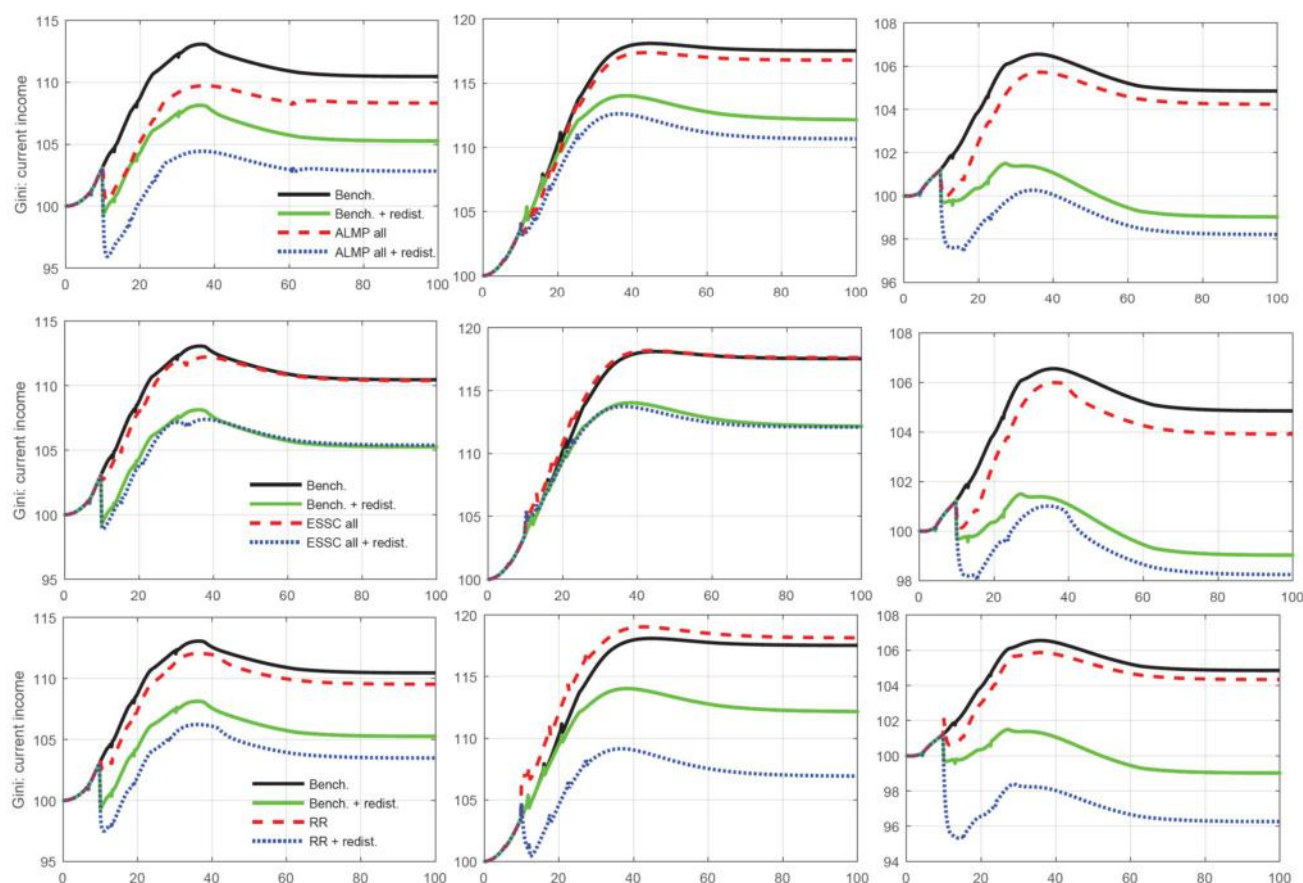 115
110
105
100
95
Gini: current income
Bench.
Bench. + redist.
ALMP all
ALMP all + redist.
0 20 40 60 80 100
120
115
110
105
100
0 20 40 60 80 100
108
106
104
102
100
98
96
0 20 40 60 80 100
115
110
105
100
95
Gini: current income
Bench.
Bench. + redist.
ESSC all
ESSC all + redist.
0 20 40 60 80 100
120
115
110
105
100
0 20 40 60 80 100
108
106
104
102
100
98
0 20 40 60 80 100
115
110
105
100
95
Gini: current income
Bench.
Bench. + redist.
RR
RR + redist.
0 20 40 60 80 100
120
115
110
105
100
0 20 40 60 80 100
108
106
104
102
100
98
96
94
0 20 40 60 80 100